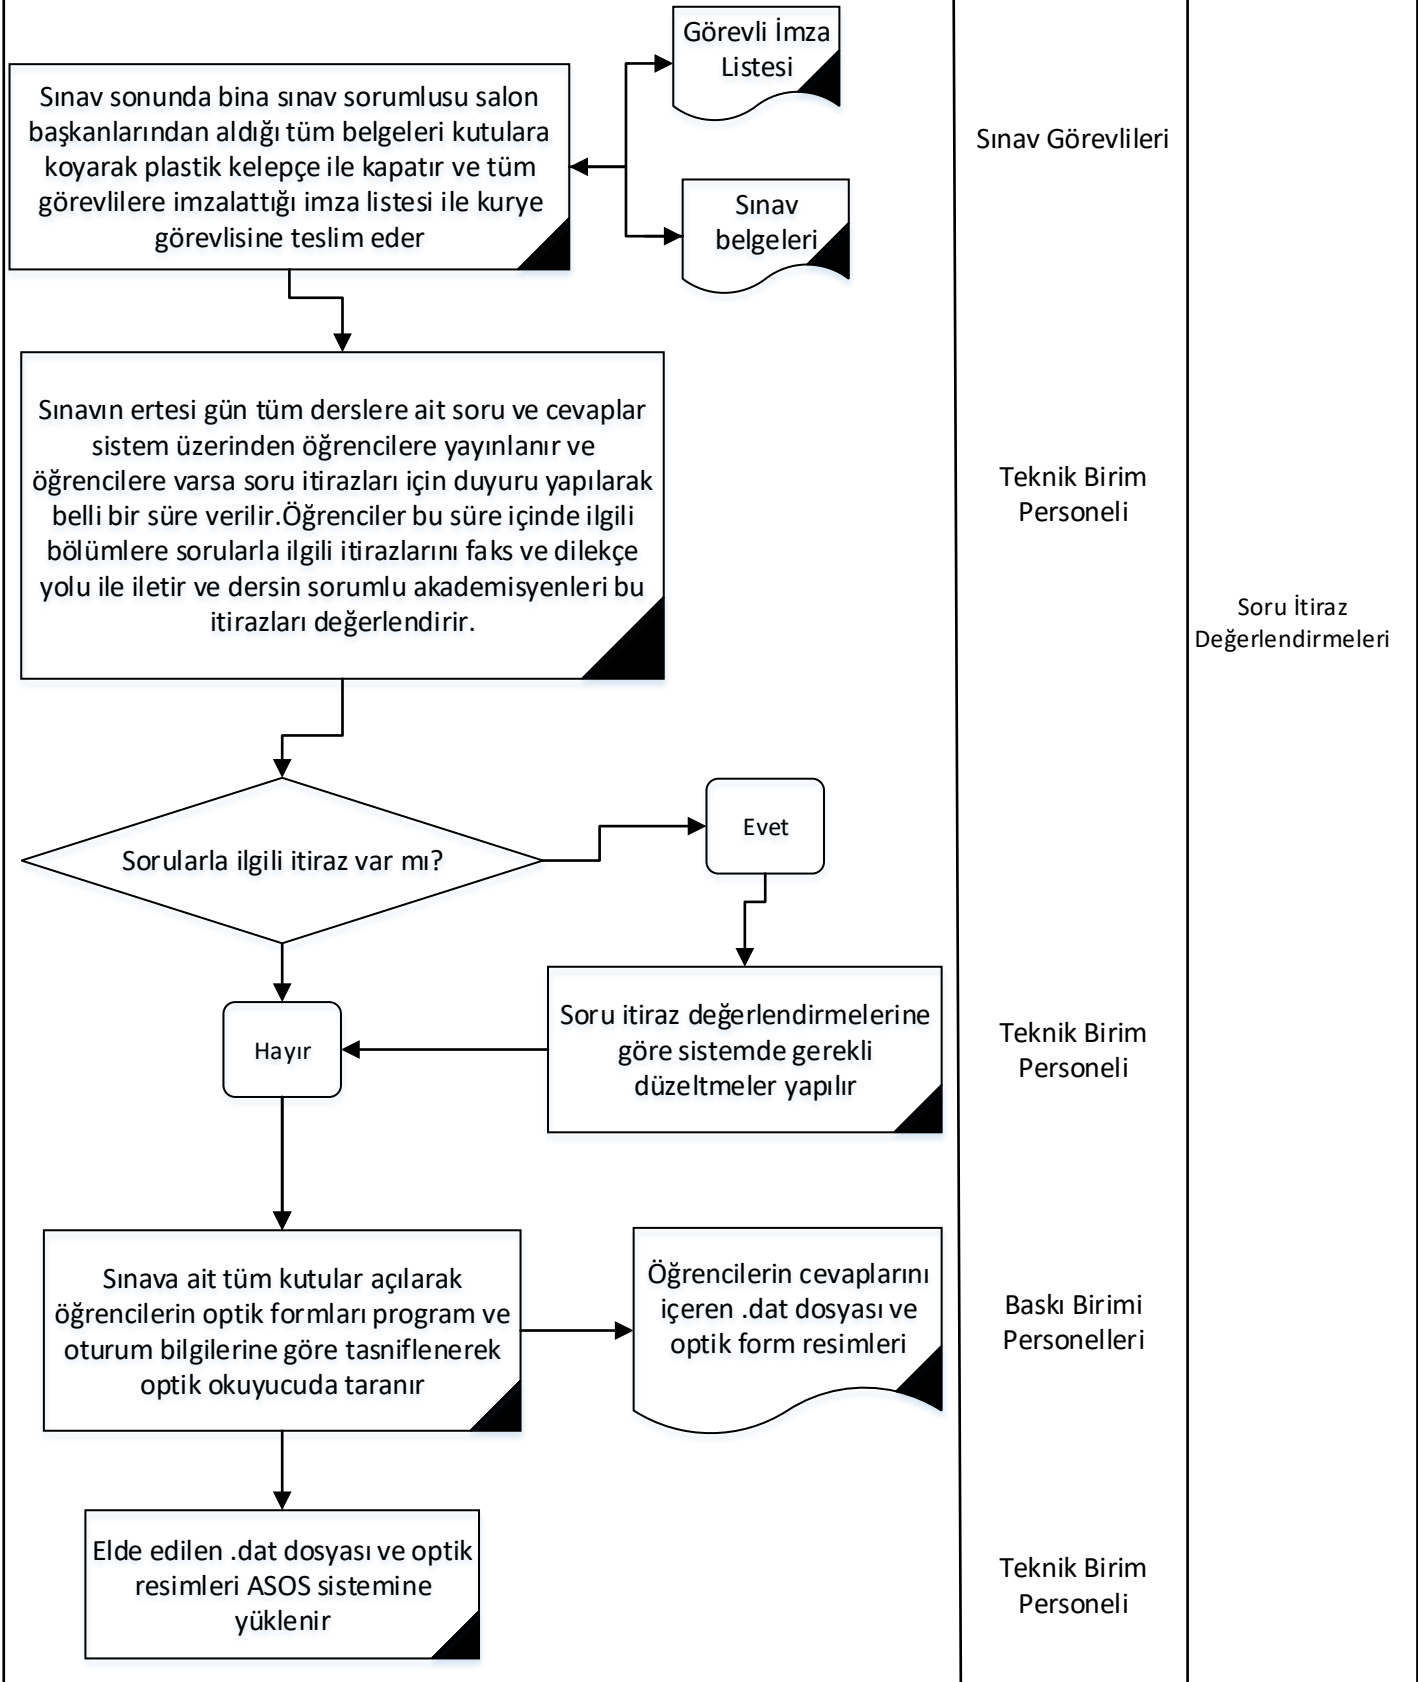 Görevli İmza
Listesi
Sınav sonunda bina sınav sorumlusu salon
başkanlarından aldığı tüm belgeleri kutulara
koyarak plastik kelepçe ile kapatır ve tüm
görevlilere imzalattığı imza listesi ile kurye
görevlisine teslim eder
Sınav Görevlileri
Sınav
belgeleri
Sınavın ertesi gün tüm derslere ait soru ve cevaplar
sistem üzerinden öğrencilere yayınlanır ve
öğrencilere varsa soru itirazları için duyuru yapılarak
belli bir süre verilir.Öğrenciler bu süre içinde ilgili
bölümlere sorularla ilgili itirazlarını faks ve dilekçe
yolu ile iletir ve dersin sorumlu akademisyenleri bu
itirazları değerlendirir.
Teknik Birim
Personeli
Soru İtiraz
Değerlendirmeleri
Sorularla ilgili itiraz var mı?
Evet
Hayır
Soru itiraz değerlendirmelerine
göre sistemde gerekli
düzeltmeler yapılır
Teknik Birim
Personeli
Sınava ait tüm kutular açılarak
öğrencilerin optik formları program ve
oturum bilgilerine göre tasniflenerek
optik okuyucuda taranır
Öğrencilerin cevaplarını
içeren .dat dosyası ve
optik form resimleri
Baskı Birimi
Personelleri
Elde edilen .dat dosyası ve optik
resimleri ASOS sistemine
yüklenir
Teknik Birim
Personeli